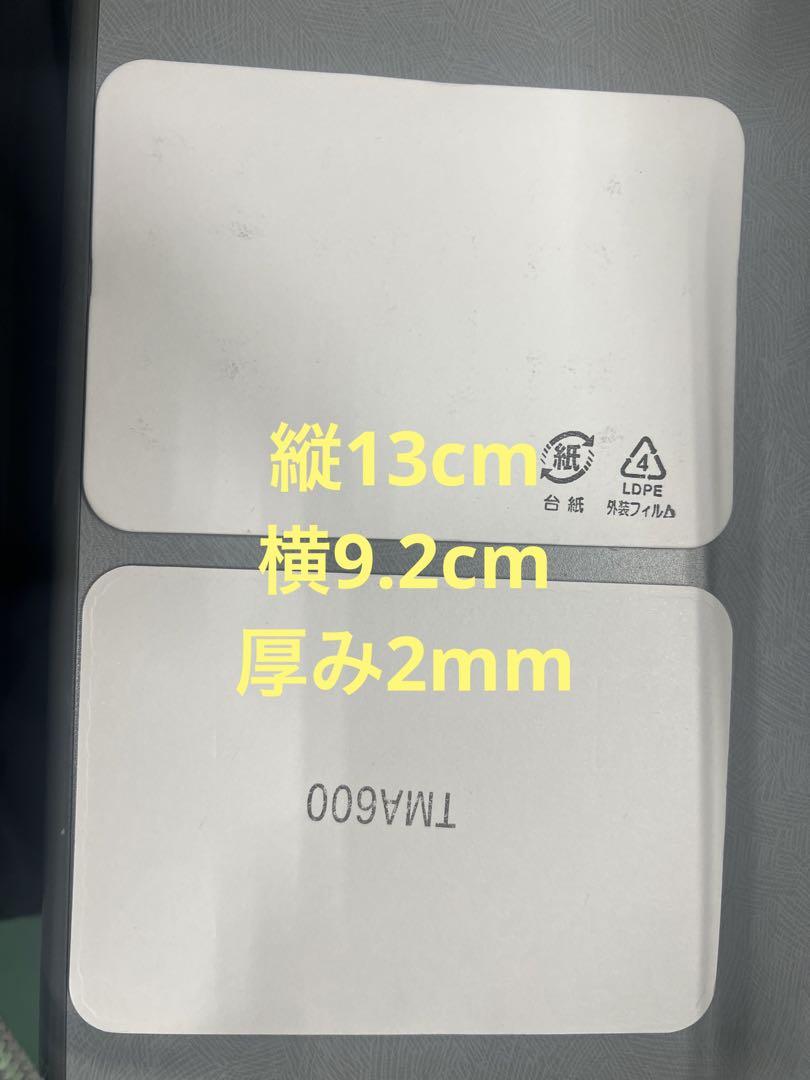 縦13cm
横9.2cm
厚み2mm
紙
台紙
4
LDPE
外装フィルム
TMA600